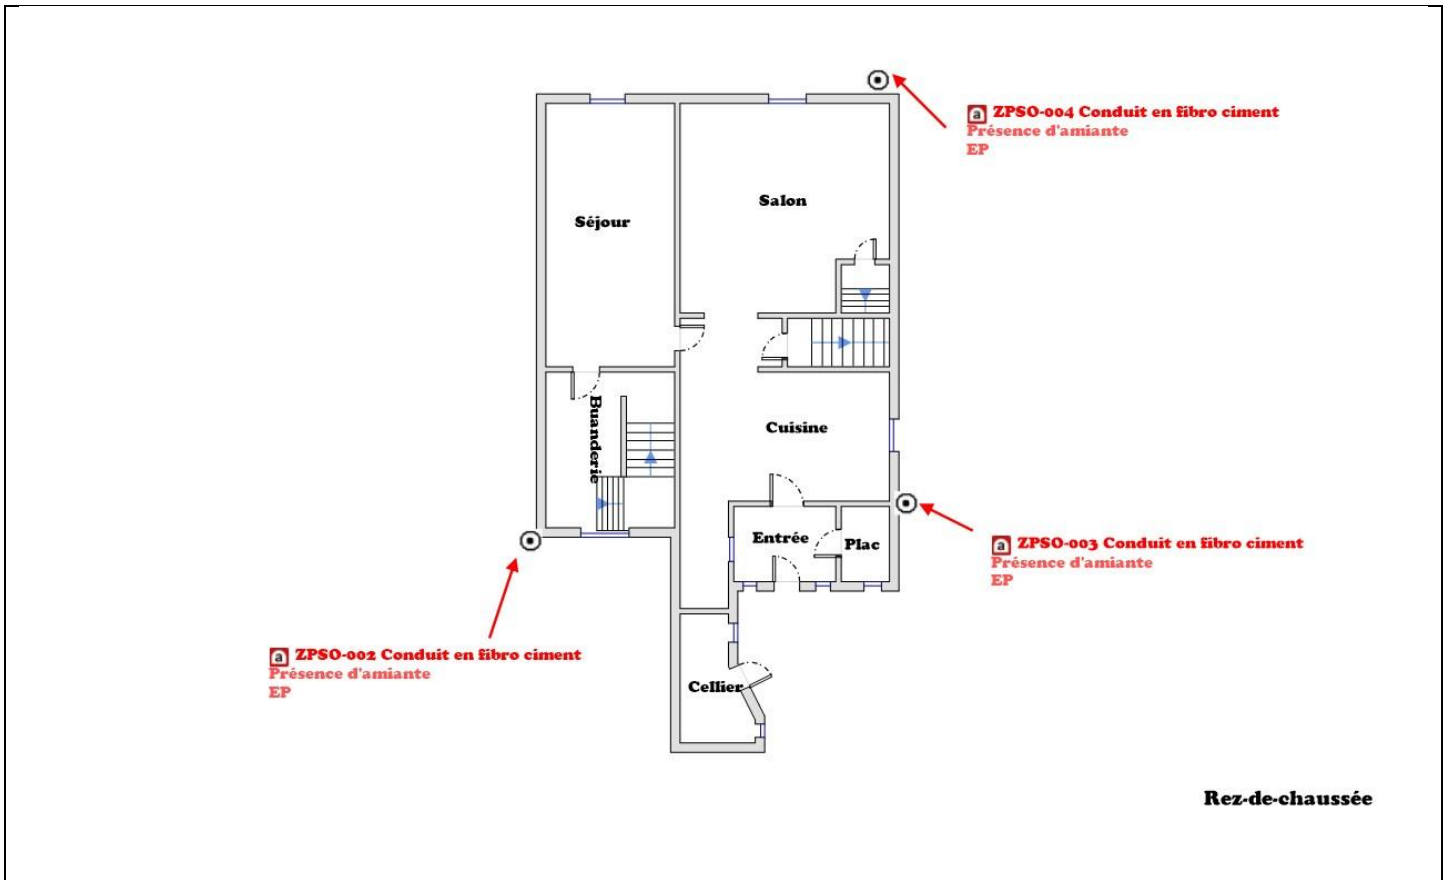 a ZPSO-004 Conduit en fibro ciment
Présence d'amiante
EP
Salon
Séjour
Buanderie
Cuisine
Entrée
Plac
a ZPSO-003 Conduit en fibro ciment
Présence d'amiante
EP
a ZPSO-002 Conduit en fibro ciment
Présence d'amiante
EP
Cellier
Rez-de-chaussée